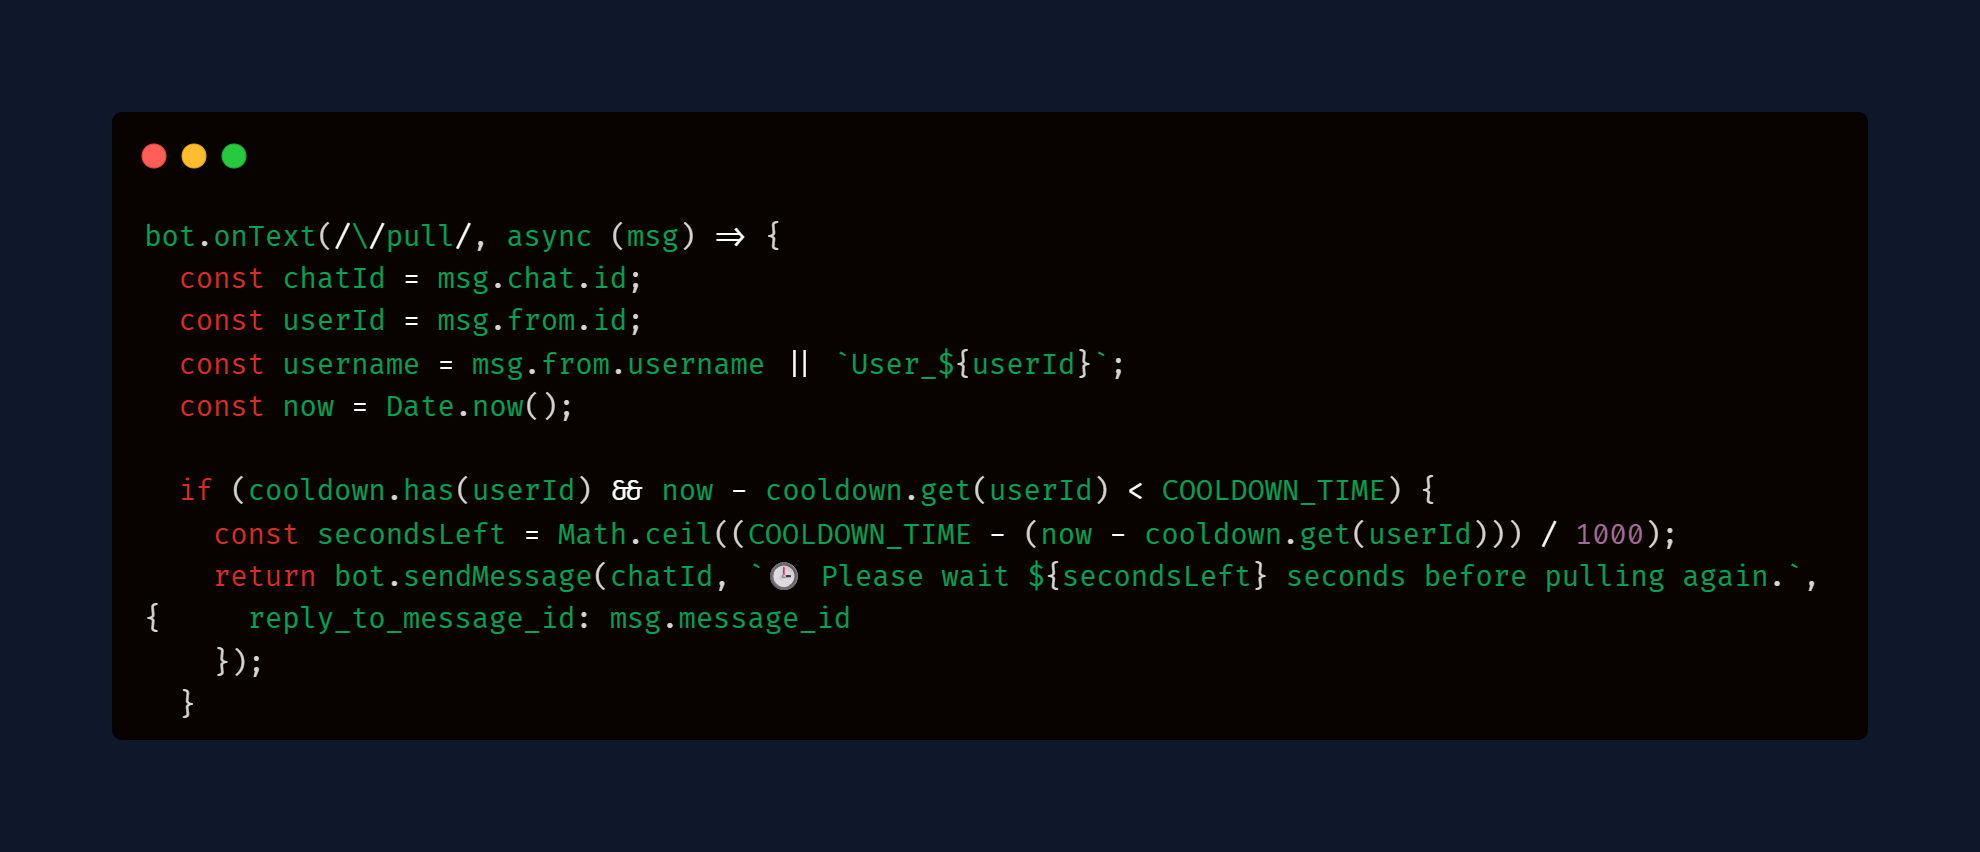 bot.onText(/\/pull/, async (msg) => {
  const chatId = msg.chat.id;
  const userId = msg.from.id;
  const username = msg.from.username || `User_${userId}`;
  const now = Date.now();

  if (cooldown.has(userId) && now - cooldown.get(userId) < COOLDOWN_TIME) {
    const secondsLeft = Math.ceil((COOLDOWN_TIME - (now - cooldown.get(userId))) / 1000);
    return bot.sendMessage(chatId, `🕒 Please wait ${secondsLeft} seconds before pulling again.`,
{     reply_to_message_id: msg.message_id
    });
  }